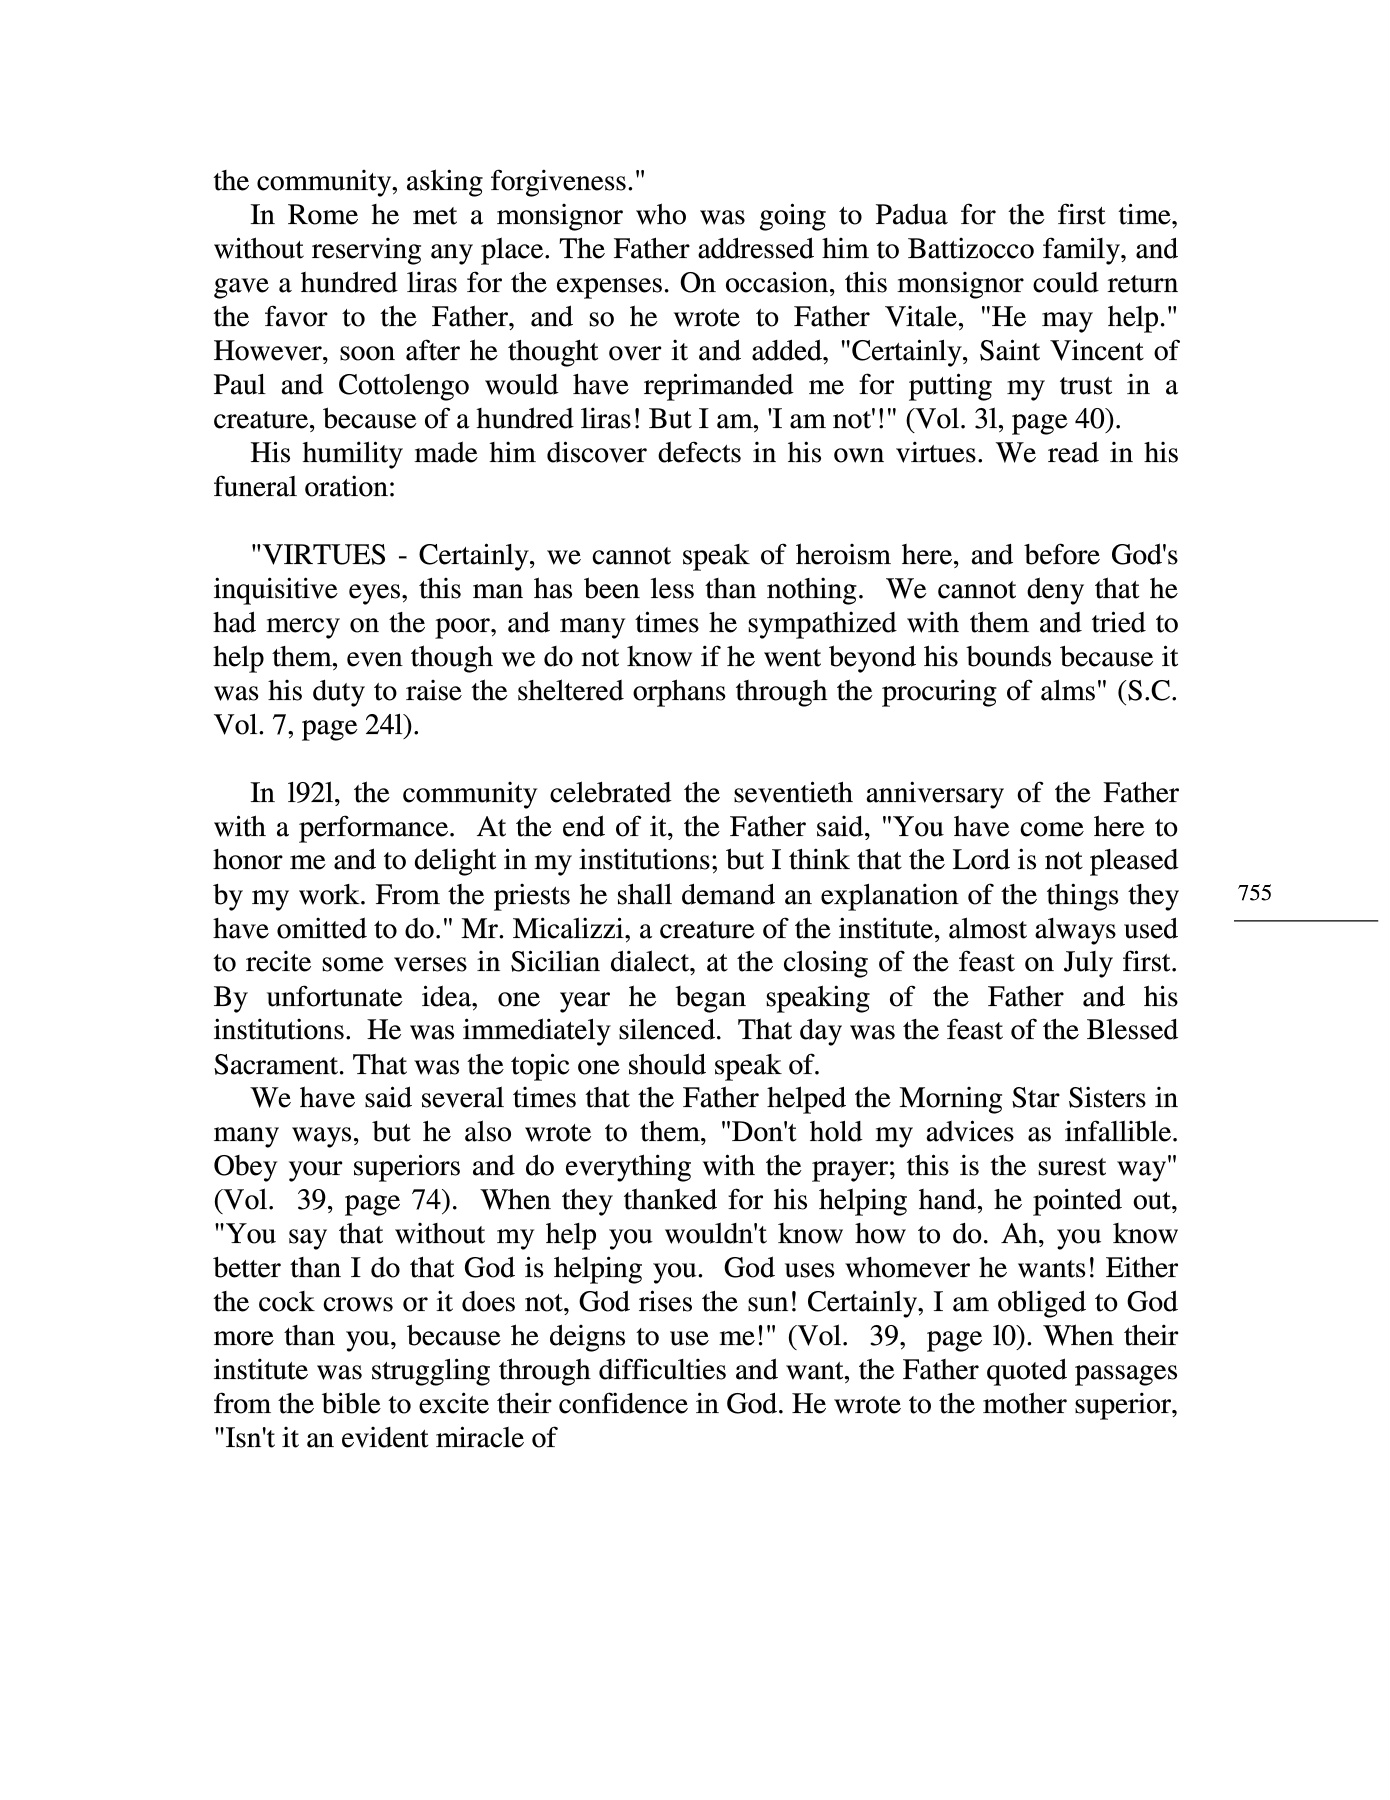 the community, asking forgiveness."
In Rome he met a monsignor who was going to Padua for the first time,
without reserving any place. The Father addressed him to Battizocco family, and
gave a hundred liras for the expenses. On occasion, this monsignor could return
the favor to the Father, and so he wrote to Father Vitale, "He may help."
However, soon after he thought over it and added, "Certainly, Saint Vincent of
Paul and Cottolengo would have reprimanded me for putting my trust in a
creature, because of a hundred liras! But I am, 'I am not'!" (Vol. 3l, page 40).
His humility made him discover defects in his own virtues. We read in his
funeral oration:
"VIRTUES - Certainly, we cannot speak of heroism here, and before God's
inquisitive eyes, this man has been less than nothing. We cannot deny that he
had mercy on the poor, and many times he sympathized with them and tried to
help them, even though we do not know if he went beyond his bounds because it
was his duty to raise the sheltered orphans through the procuring of alms" (S.C.
Vol. 7, page 24l).
In l92l, the community celebrated the seventieth anniversary of the Father
with a performance. At the end of it, the Father said, "You have come here to
honor me and to delight in my institutions; but I think that the Lord is not pleased
by my work. From the priests he shall demand an explanation of the things they
have omitted to do." Mr. Micalizzi, a creature of the institute, almost always used
to recite some verses in Sicilian dialect, at the closing of the feast on July first.
By unfortunate idea, one year he began speaking of the Father and his
institutions. He was immediately silenced. That day was the feast of the Blessed
Sacrament. That was the topic one should speak of.
We have said several times that the Father helped the Morning Star Sisters in
many ways, but he also wrote to them, "Don't hold my advices as infallible.
Obey your superiors and do everything with the prayer; this is the surest way"
(Vol. 39, page 74). When they thanked for his helping hand, he pointed out,
"You say that without my help you wouldn't know how to do. Ah, you know
better than I do that God is helping you. God uses whomever he wants! Either
the cock crows or it does not, God rises the sun! Certainly, I am obliged to God
more than you, because he deigns to use me!" (Vol. 39, page l0). When their
institute was struggling through difficulties and want, the Father quoted passages
from the bible to excite their confidence in God. He wrote to the mother superior,
"Isn't it an evident miracle of
755